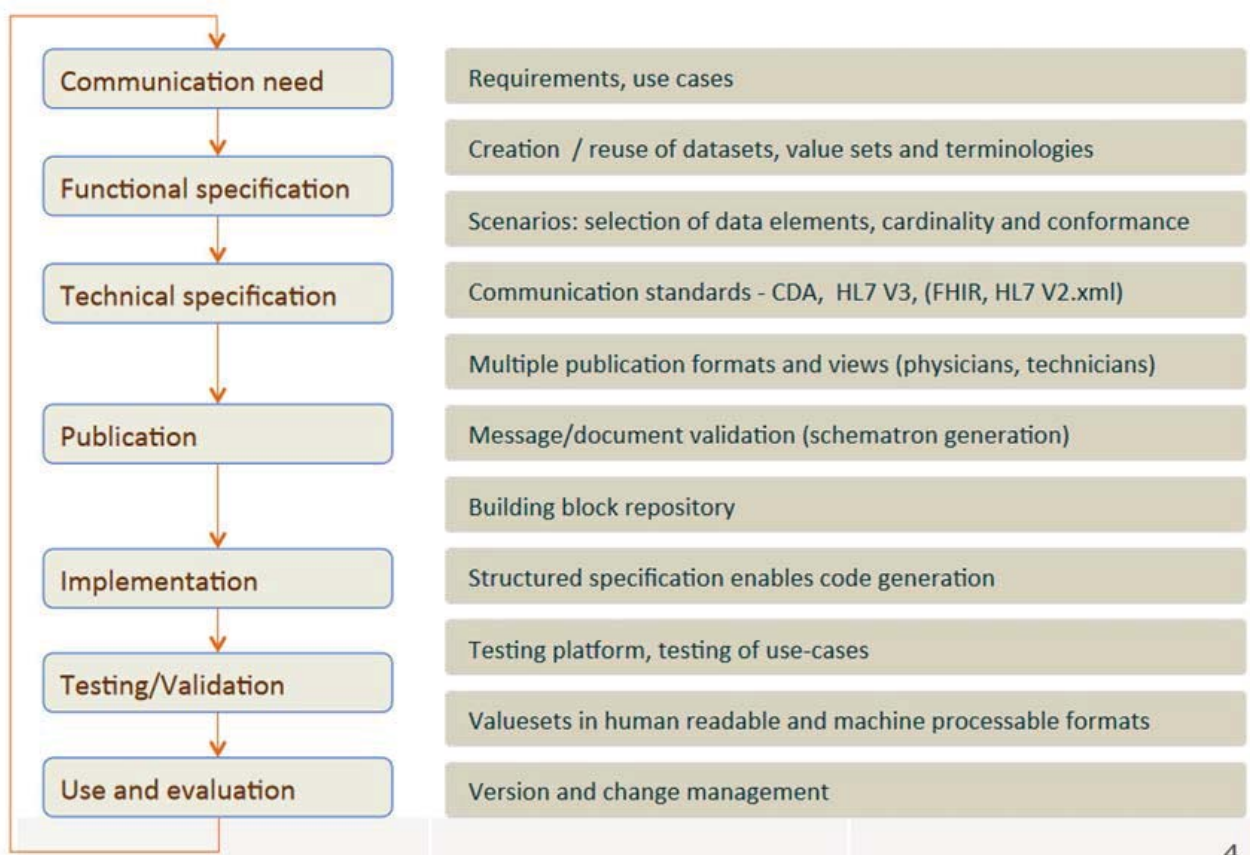 Communication need
Requirements, use cases
Creation / reuse of datasets, value sets and terminologies
Functional specification
Scenarios: selection of data elements, cardinality and conformance
Technical specification
Communication standards - CDA, HL7 V3, (FHIR, HL7 V2.xml)
Multiple publication formats and views (physicians, technicians)
Publication
Message/document validation (schematron generation)
Building block repository
Implementation
Structured specification enables code generation
Testing platform, testing of use-cases
Testing/Validation
Valuesets in human readable and machine processable formats
Use and evaluation
Version and change management
4